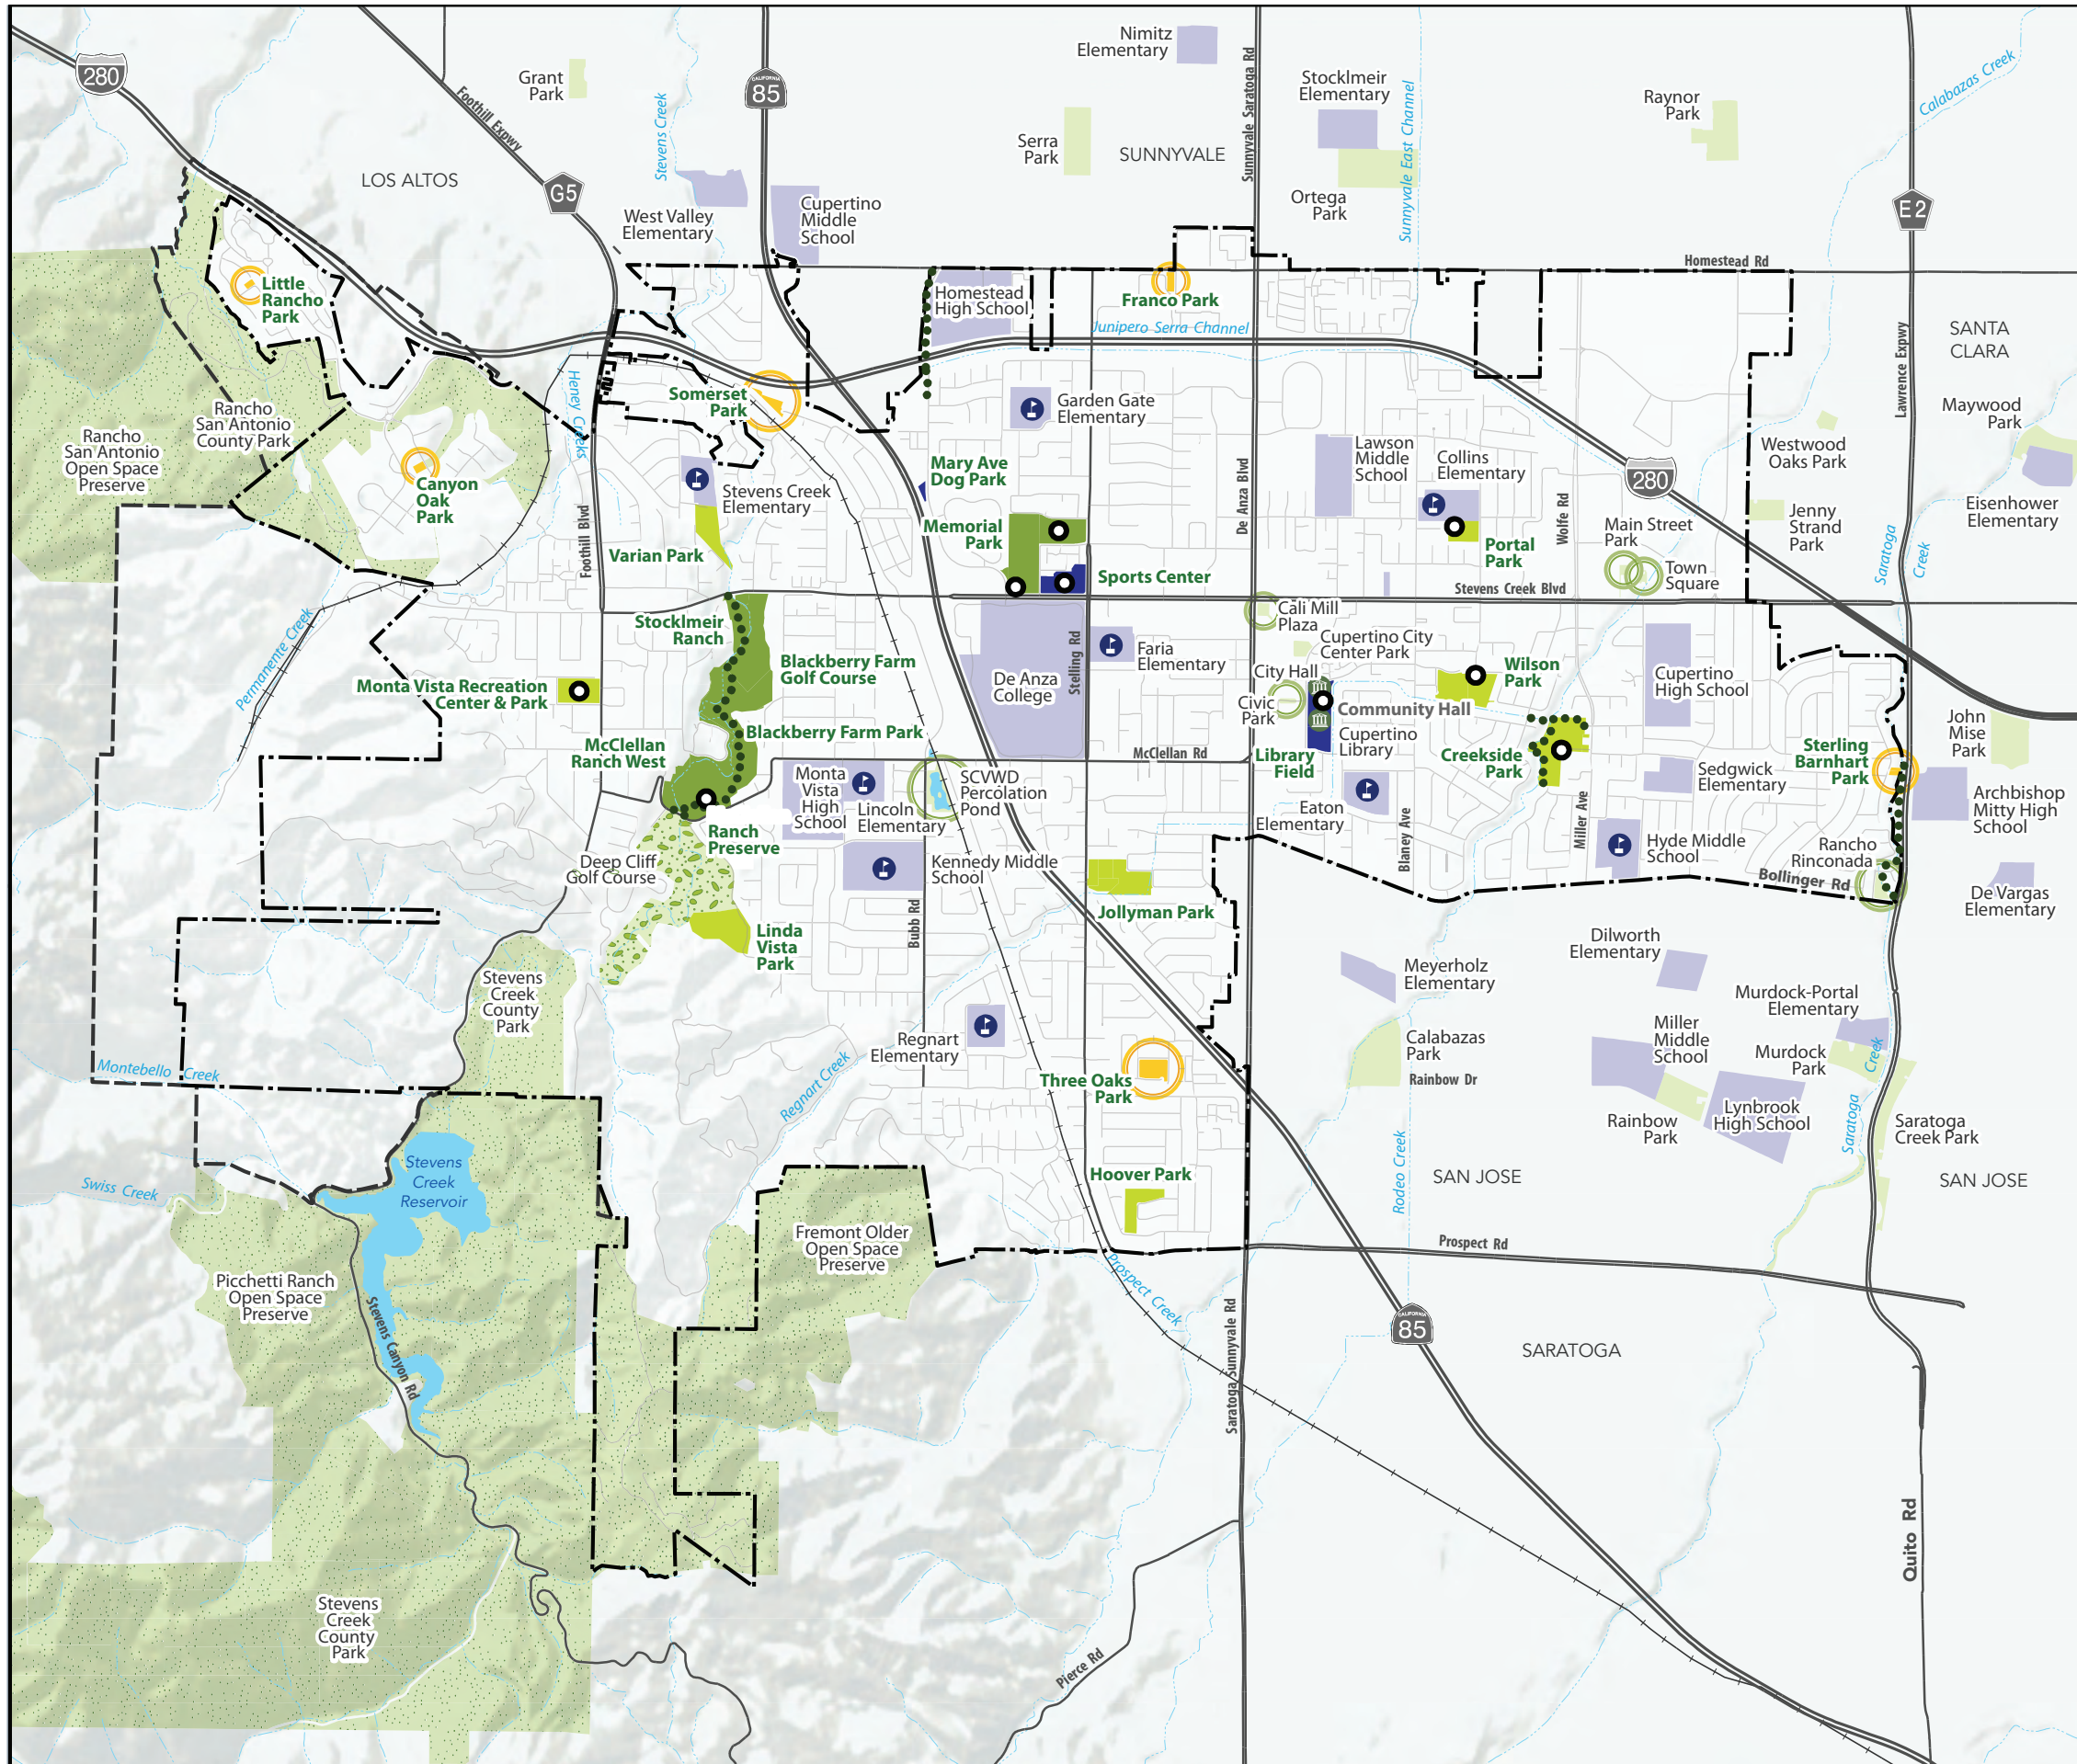 Nimitz
Elementary
280
Grant
Park
Foothill Expwy
Stevens Creek
CALIFORNIA
85
Sunnyvale Saratoga Rd
Stocklmeir
Elementary
Sunnyvale East Channel
Raynor
Park
Calabazas Creek
Serra
Park
SUNNYVALE
LOS ALTOS
G5
West Valley
Elementary
Cupertino
Middle
School
Ortega
Park
E2
Homestead Rd
Little
Rancho
Park
Homestead
High School
Franco Park
Junipero Serra Channel
SANTA
CLARA
Lawrence Expwy
Heney Creeks
Somerset
Park
Garden Gate
Elementary
Rancho
San Antonio
County Park
Rancho
San Antonio
Open Space
Preserve
Maywood
Park
Westwood
Oaks Park
Lawson
Middle
School
Collins
Elementary
280
Canyon
Oak
Park
Mary Ave
Dog Park
Stevens Creek
Elementary
De Anza Blvd
Wolfe Rd
Eisenhower
Elementary
Jenny
Strand
Park
Main Street
Park
Foothill Blvd
Varian Park
Memorial
Park
Portal
Park
Saratoga
Creek
Sports Center
Town
Square
Stevens Creek Blvd
Permanente Creek
Stocklmeir
Ranch
Cali Mill
Plaza
Stelling Rd
Faria
Elementary
Cupertino City
Center Park
Blackberry Farm
Golf Course
De Anza
College
City Hall
Wilson
Park
Cupertino
High School
Monta Vista Recreation
Center & Park
Civic
Park
Community Hall
Blackberry Farm Park
McClellan
Ranch West
McClellan Rd
Library
Field
Cupertino
Library
Creekside
Park
Sterling
Barnhart
Park
John
Mise
Park
Monta
Vista
High
School
Lincoln
Elementary
SCVWD
Percolation
Pond
Sedgwick
Elementary
Archbishop
Mitty High
School
Eaton
Elementary
Blaney Ave
Miller Ave
Ranch
Preserve
Hyde Middle
School
Rancho
Rinconada
Deep Cliff
Golf Course
Kennedy Middle
School
Bollinger Rd
De Vargas
Elementary
Bubb Rd
Jollyman Park
Linda
Vista
Park
Dilworth
Elementary
Stevens
Creek
County
Park
Meyerholz
Elementary
Murdock-Portal
Elementary
Regnart
Elementary
Calabazas
Park
Miller
Middle
School
Murdock
Park
Creek
Montebello Creek
Regnart Creek
Three Oaks
Park
Rainbow Dr
Rainbow
Park
Lynbrook
High School
Saratoga
Saratoga
Creek Park
Stevens
Creek
Reservoir
Rodeo Creek
Swiss Creek
Hoover Park
SAN JOSE
SAN JOSE
Fremont Older
Open Space
Preserve
Prospect Rd
Prospect Creek
Picchetti Ranch
Open Space
Preserve
Stevens Canyon Rd
Saratoga Sunnyvale Rd
CALIFORNIA
85
SARATOGA
Quito Rd
Stevens
Creek
County
Park
Pierce Rd